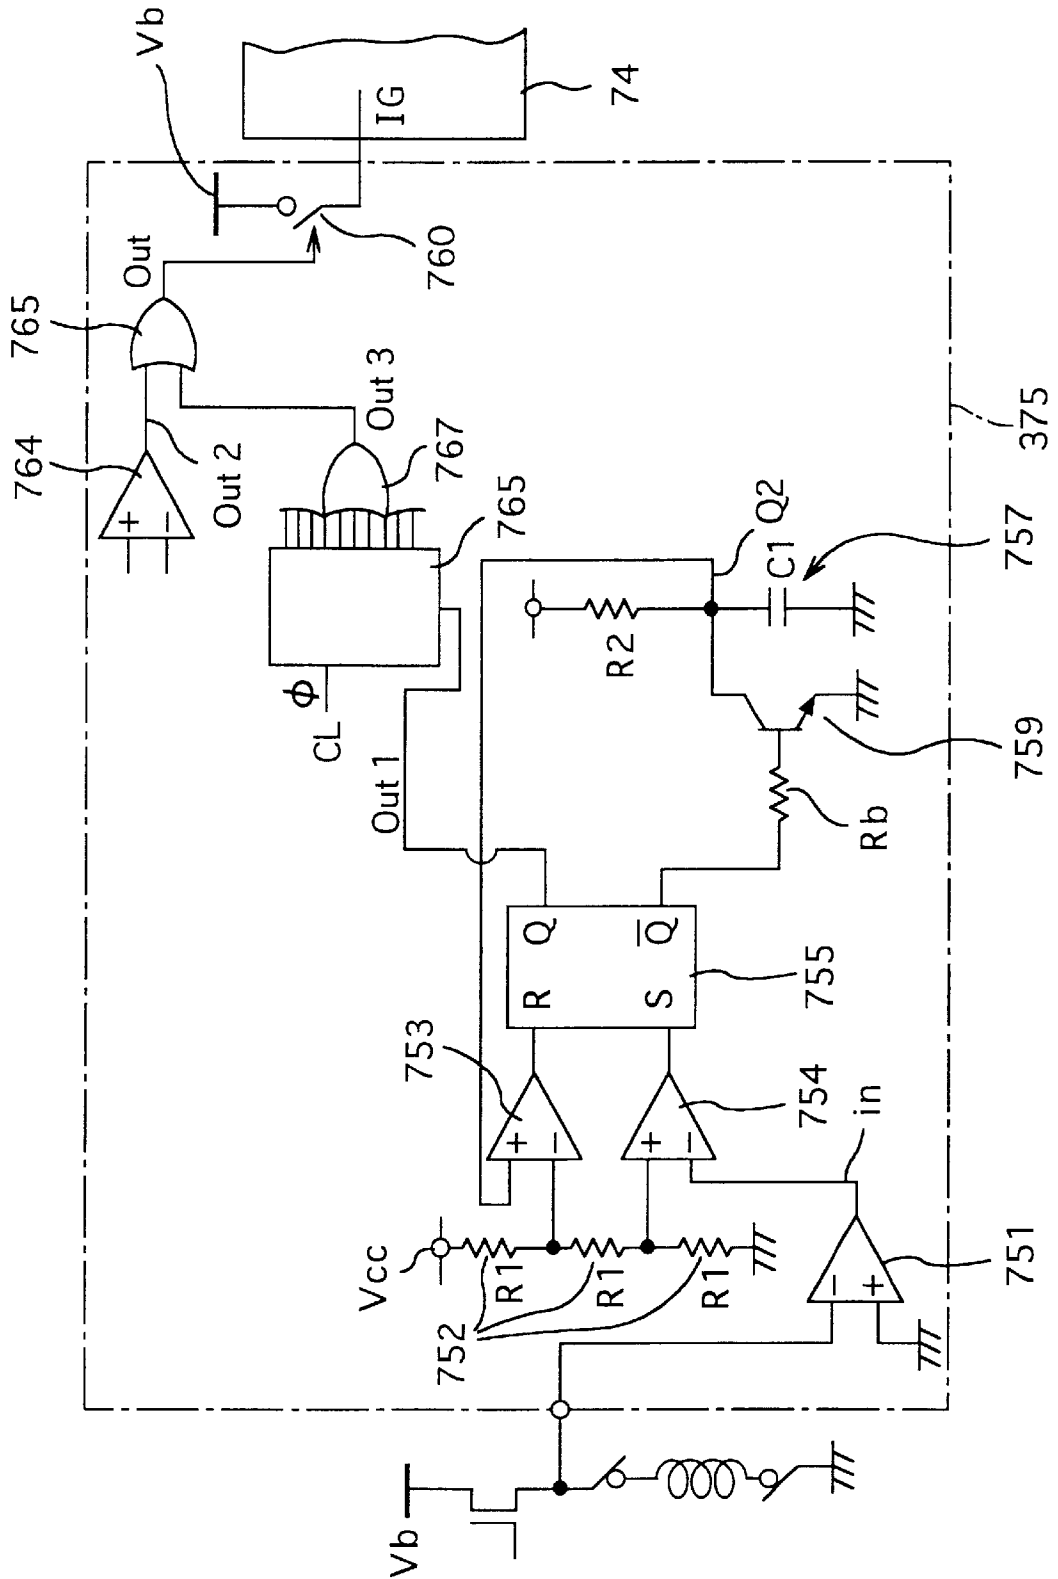 Vb
IG
74
Out
765
760
764
Out 2
Out 3
767
765
375
Φ
CL
Out 1
Q2
C1
757
R2
759
Rb
Q
Q̅
R
S
755
753
+
−
754
+
−
in
Vcc
R1
R1
R1
752
751
−
+
+
−
Vb